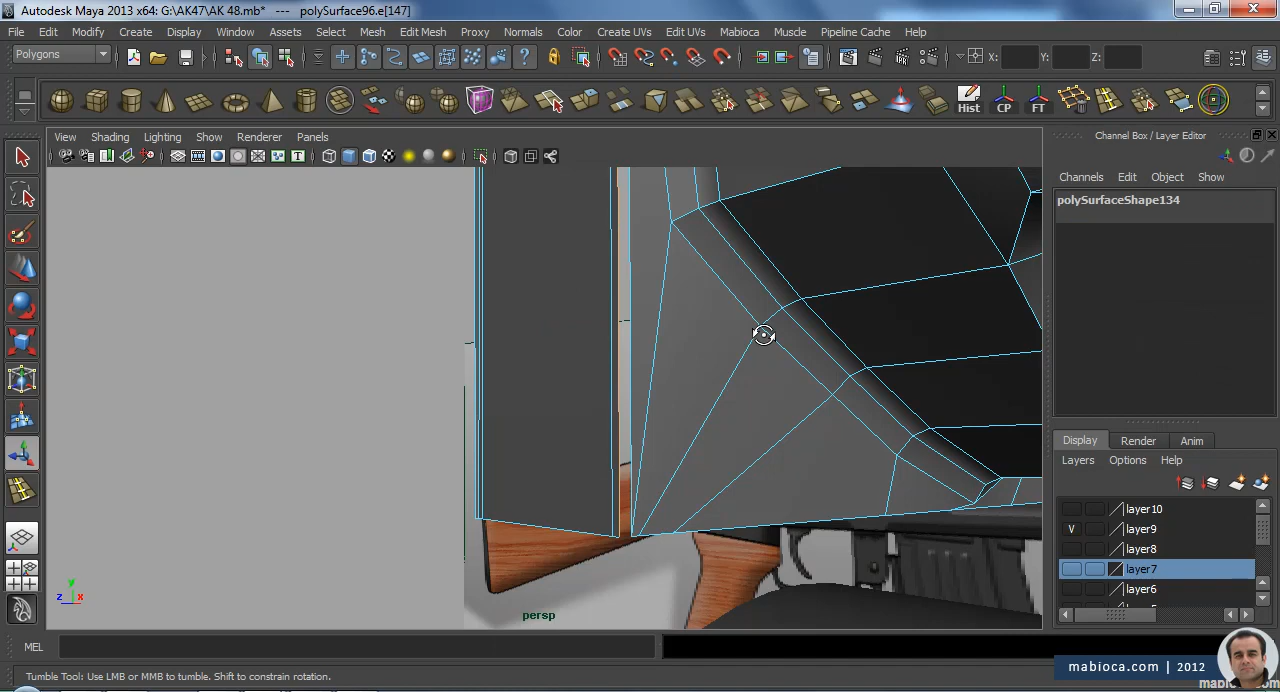 Autodesk Maya 2013 x64: G:\AK47\AK 48.mb* --- polySurface96.e[147]
File Edit Modify Create Display Window Assets Select Mesh Edit Mesh Proxy Normals Color Create UVs Edit UVs Mabioca Muscle Pipeline Cache Help
Polygons X: Y: Z:
Hist CP FT
View Shading Lighting Show Renderer Panels
Channel Box / Layer Editor
Channels Edit Object Show
polySurfaceShape134
Display Render Anim
Layers Options Help
layer10
V layer9
layer8
layer7
layer6
persp
y
z x
MEL
Tumble Tool: Use LMB or MMB to tumble. Shift to constrain rotation.
mabioca.com | 2012